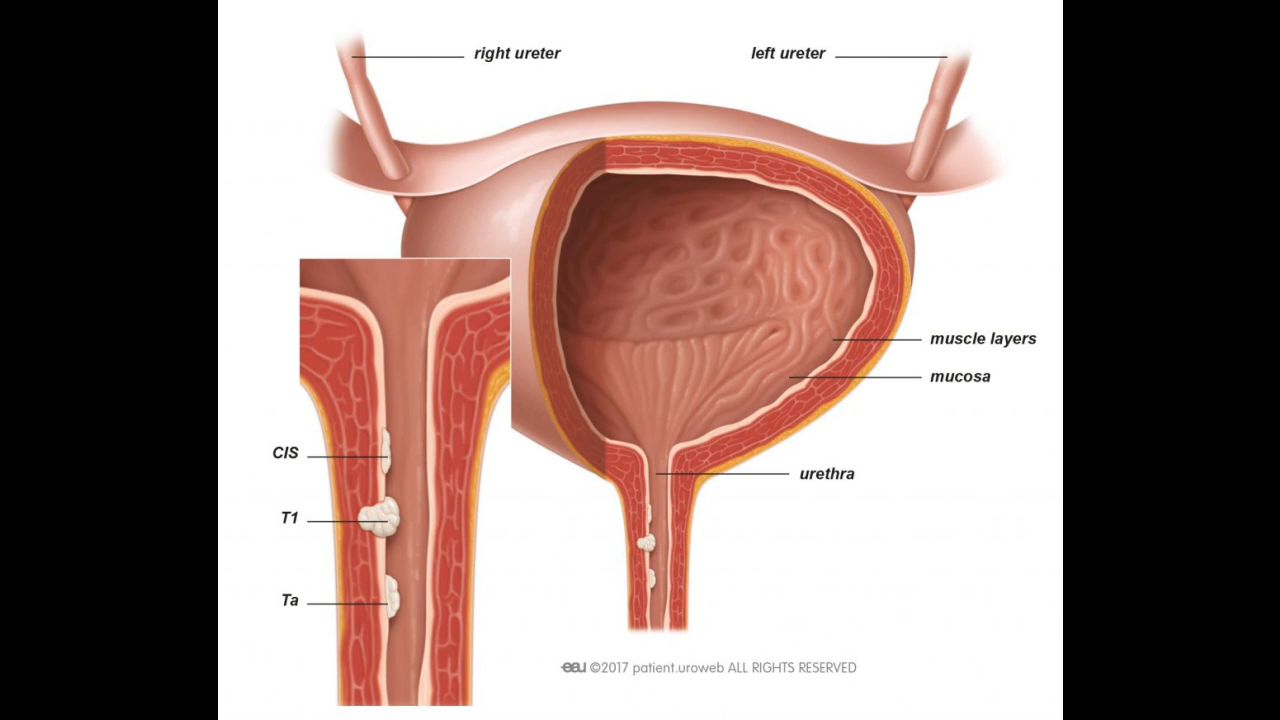 right ureter
left ureter
muscle layers
mucosa
CIS
urethra
T1
Ta
eau ©2017 patient.uroweb ALL RIGHTS RESERVED